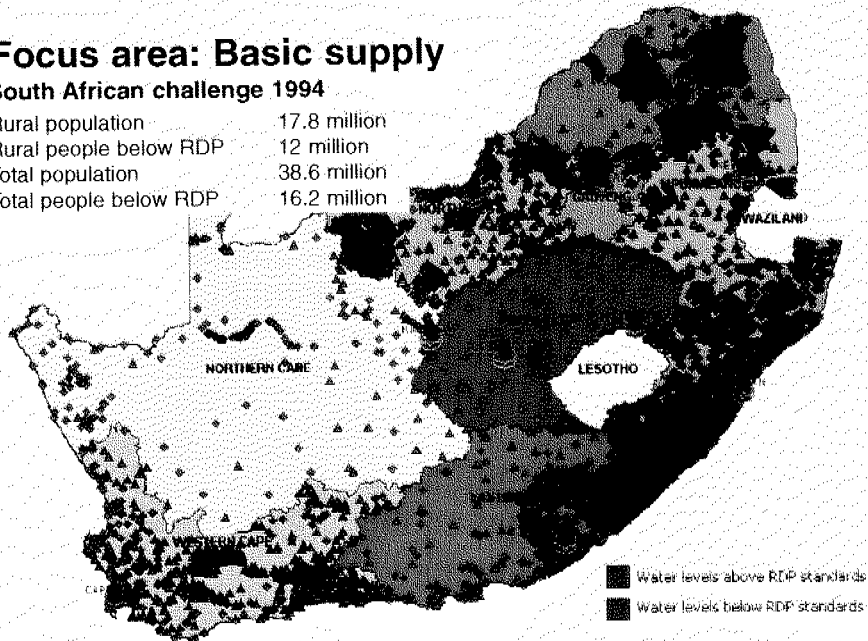 Focus area: Basic supply
South African challenge 1994
Rural population 17.8 million
Rural people below RDP 12 million
Total population 38.6 million
Total people below RDP 16.2 million
WAZILAND
NORTHERN CAPE
LESOTHO
WESTERN CAPE
Water levels above RDP standards
Water levels below RDP standards